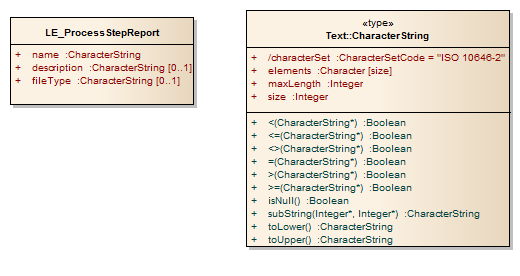 LE_ProcessStepReport
+ name :CharacterString
+ description :CharacterString [0..1]
+ fileType :CharacterString [0..1]
«type»
Text::CharacterString
+ /characterSet :CharacterSetCode = "ISO 10646-2"
+ elements :Character [size]
+ maxLength :Integer
+ size :Integer
+ <(CharacterString*) :Boolean
+ <=(CharacterString*) :Boolean
+ <>(CharacterString*) :Boolean
+ =(CharacterString*) :Boolean
+ >(CharacterString*) :Boolean
+ >=(CharacterString*) :Boolean
+ isNull() :Boolean
+ subString(Integer*, Integer*) :CharacterString
+ toLower() :CharacterString
+ toUpper() :CharacterString